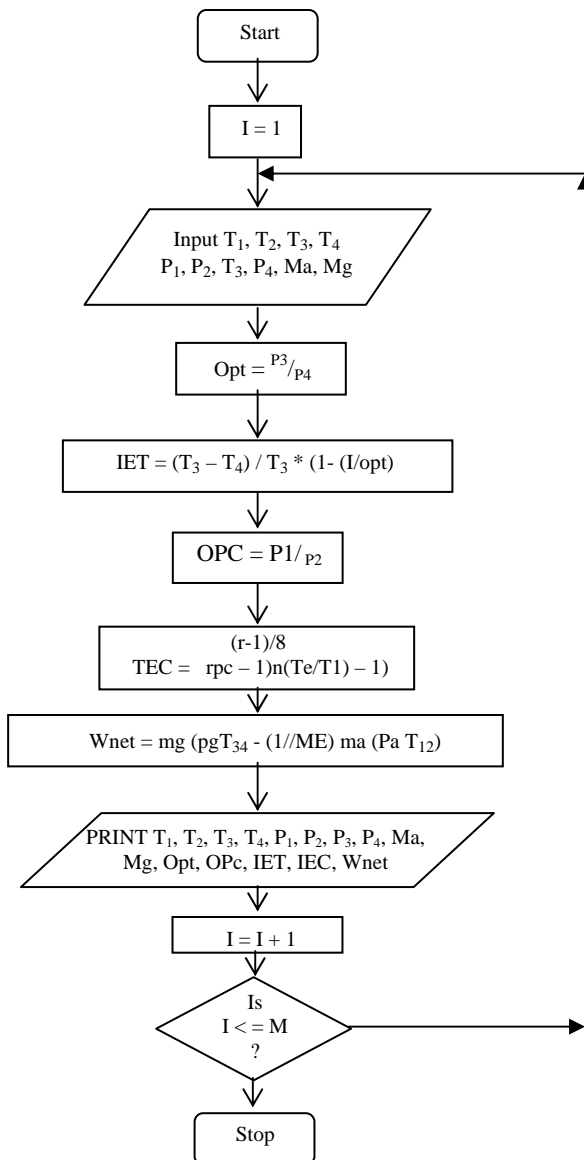 Start
I = 1
Input T₁, T₂, T₃, T₄
P₁, P₂, T₃, P₄, Ma, Mg
Opt = P3/P4
IET = (T₃ – T₄) / T₃ * (1- (I/opt)
OPC = P1/P2
(r-1)/8
TEC = rpc – 1)n(Te/T1) – 1)
Wnet = mg (pgT₃₄ - (1//ME) ma (Pa T₁₂)
PRINT T₁, T₂, T₃, T₄, P₁, P₂, P₃, P₄, Ma,
Mg, Opt, OPc, IET, IEC, Wnet
I = I + 1
Is
I < = M
?
Stop